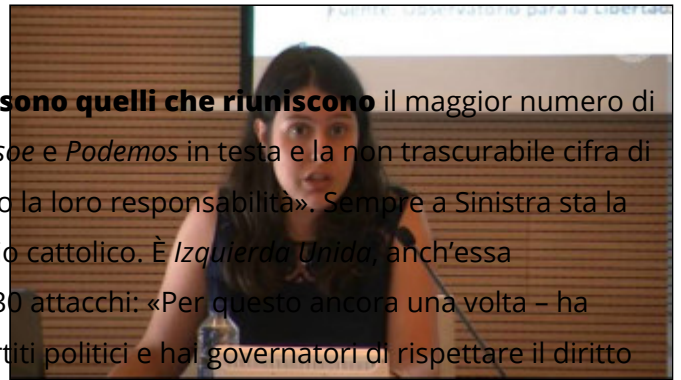 Fuente: Observatorio para la Libertad
sono quelli che riuniscono il maggior numero di
soe e Podemos in testa e la non trascurabile cifra di
o la loro responsabilità». Sempre a Sinistra sta la
o cattolico. È Izquierda Unida, anch’essa
30 attacchi: «Per questo ancora una volta – ha
rtiti politici e hai governatori di rispettare il diritto